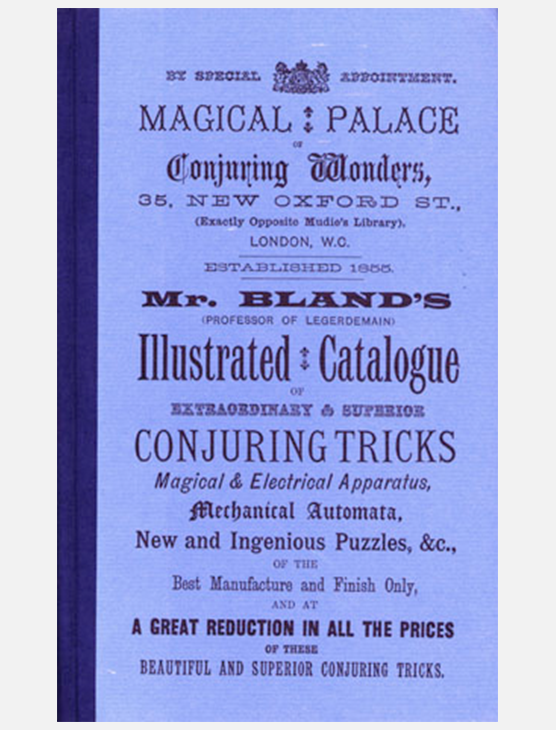 BY SPECIAL APPOINTMENT.
MAGICAL PALACE
OF
Conjuring Wonders,
35, NEW OXFORD ST.,
(Exactly Opposite Mudie's Library).
LONDON, W.C.
ESTABLISHED 1855.
Mr. BLAND'S
(PROFESSOR OF LEGERDEMAIN)
Illustrated Catalogue
OF
EXTRAORDINARY & SUPERIOR
CONJURING TRICKS
Magical & Electrical Apparatus,
Mechanical Automata,
New and Ingenious Puzzles, &c.,
OF THE
Best Manufacture and Finish Only,
AND AT
A GREAT REDUCTION IN ALL THE PRICES
OF THESE
BEAUTIFUL AND SUPERIOR CONJURING TRICKS.